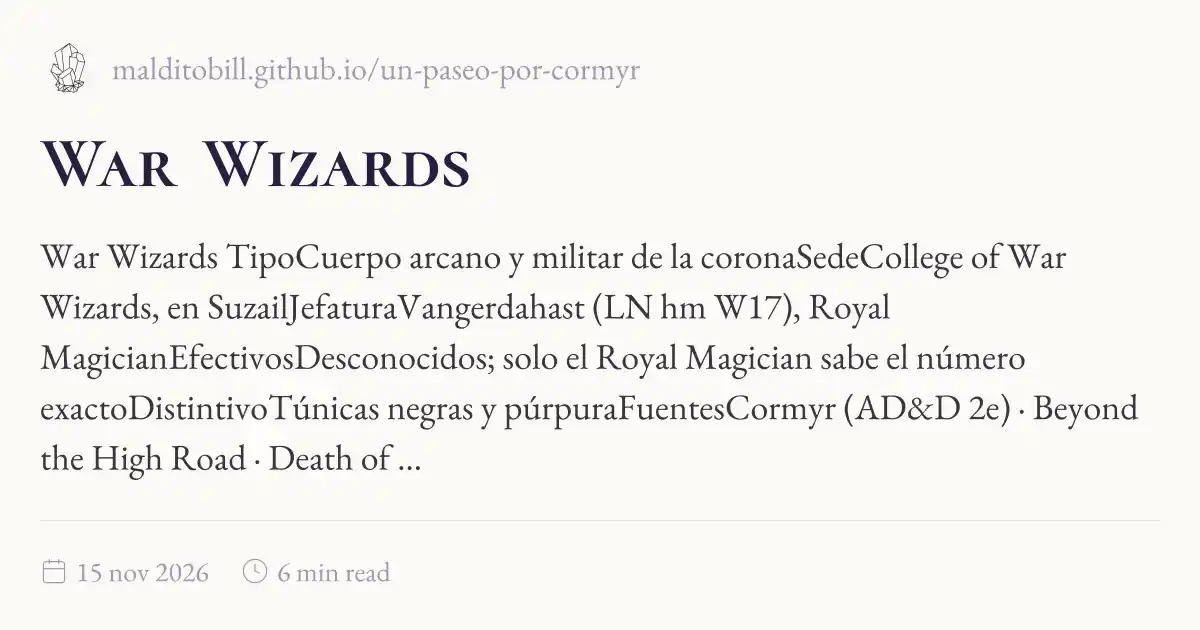 malditobill.github.io/un-paseo-por-cormyr
War Wizards
War Wizards TipoCuerpo arcano y militar de la coronaSedeCollege of War
Wizards, en SuzailJefaturaVangerdahast (LN hm W17), Royal
MagicianEfectivosDesconocidos; solo el Royal Magician sabe el número
exactoDistintivoTúnicas negras y púrpuraFuentesCormyr (AD&D 2e) · Beyond
the High Road · Death of ...
15 nov 2026 6 min read